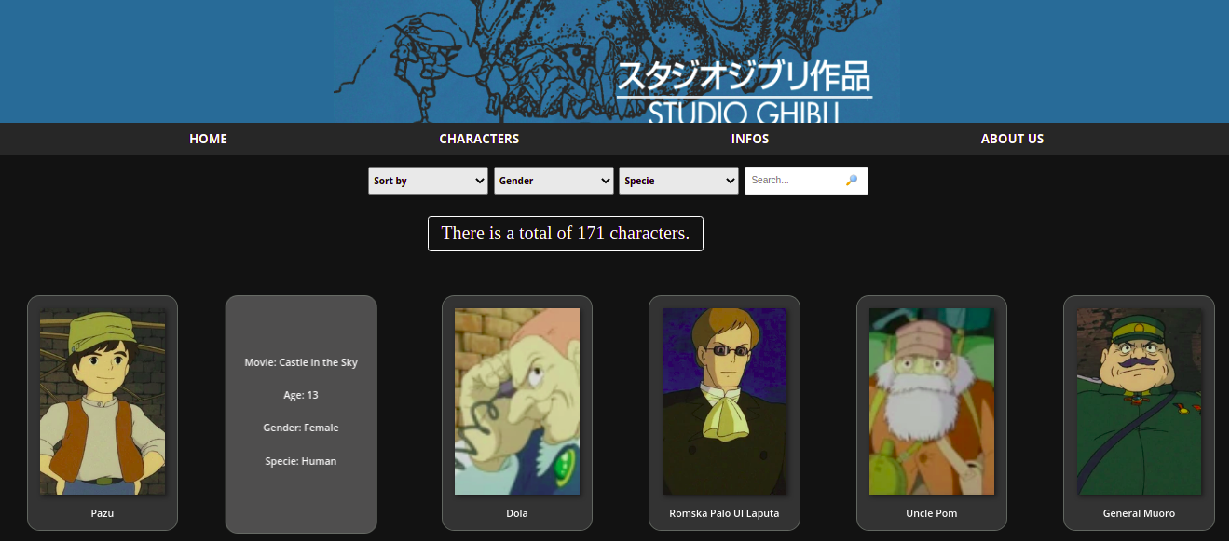 スタジオジブリ作品
STUDIO GHIBLI
HOME CHARACTERS INFOS ABOUT US
Sort by Gender Specie Search...
There is a total of 171 characters.
Movie: Castle in the Sky
Age: 13
Gender: Female
Specie: Human
Pazu Dola Romska Palo Ul Laputa Uncle Pom General Muoro